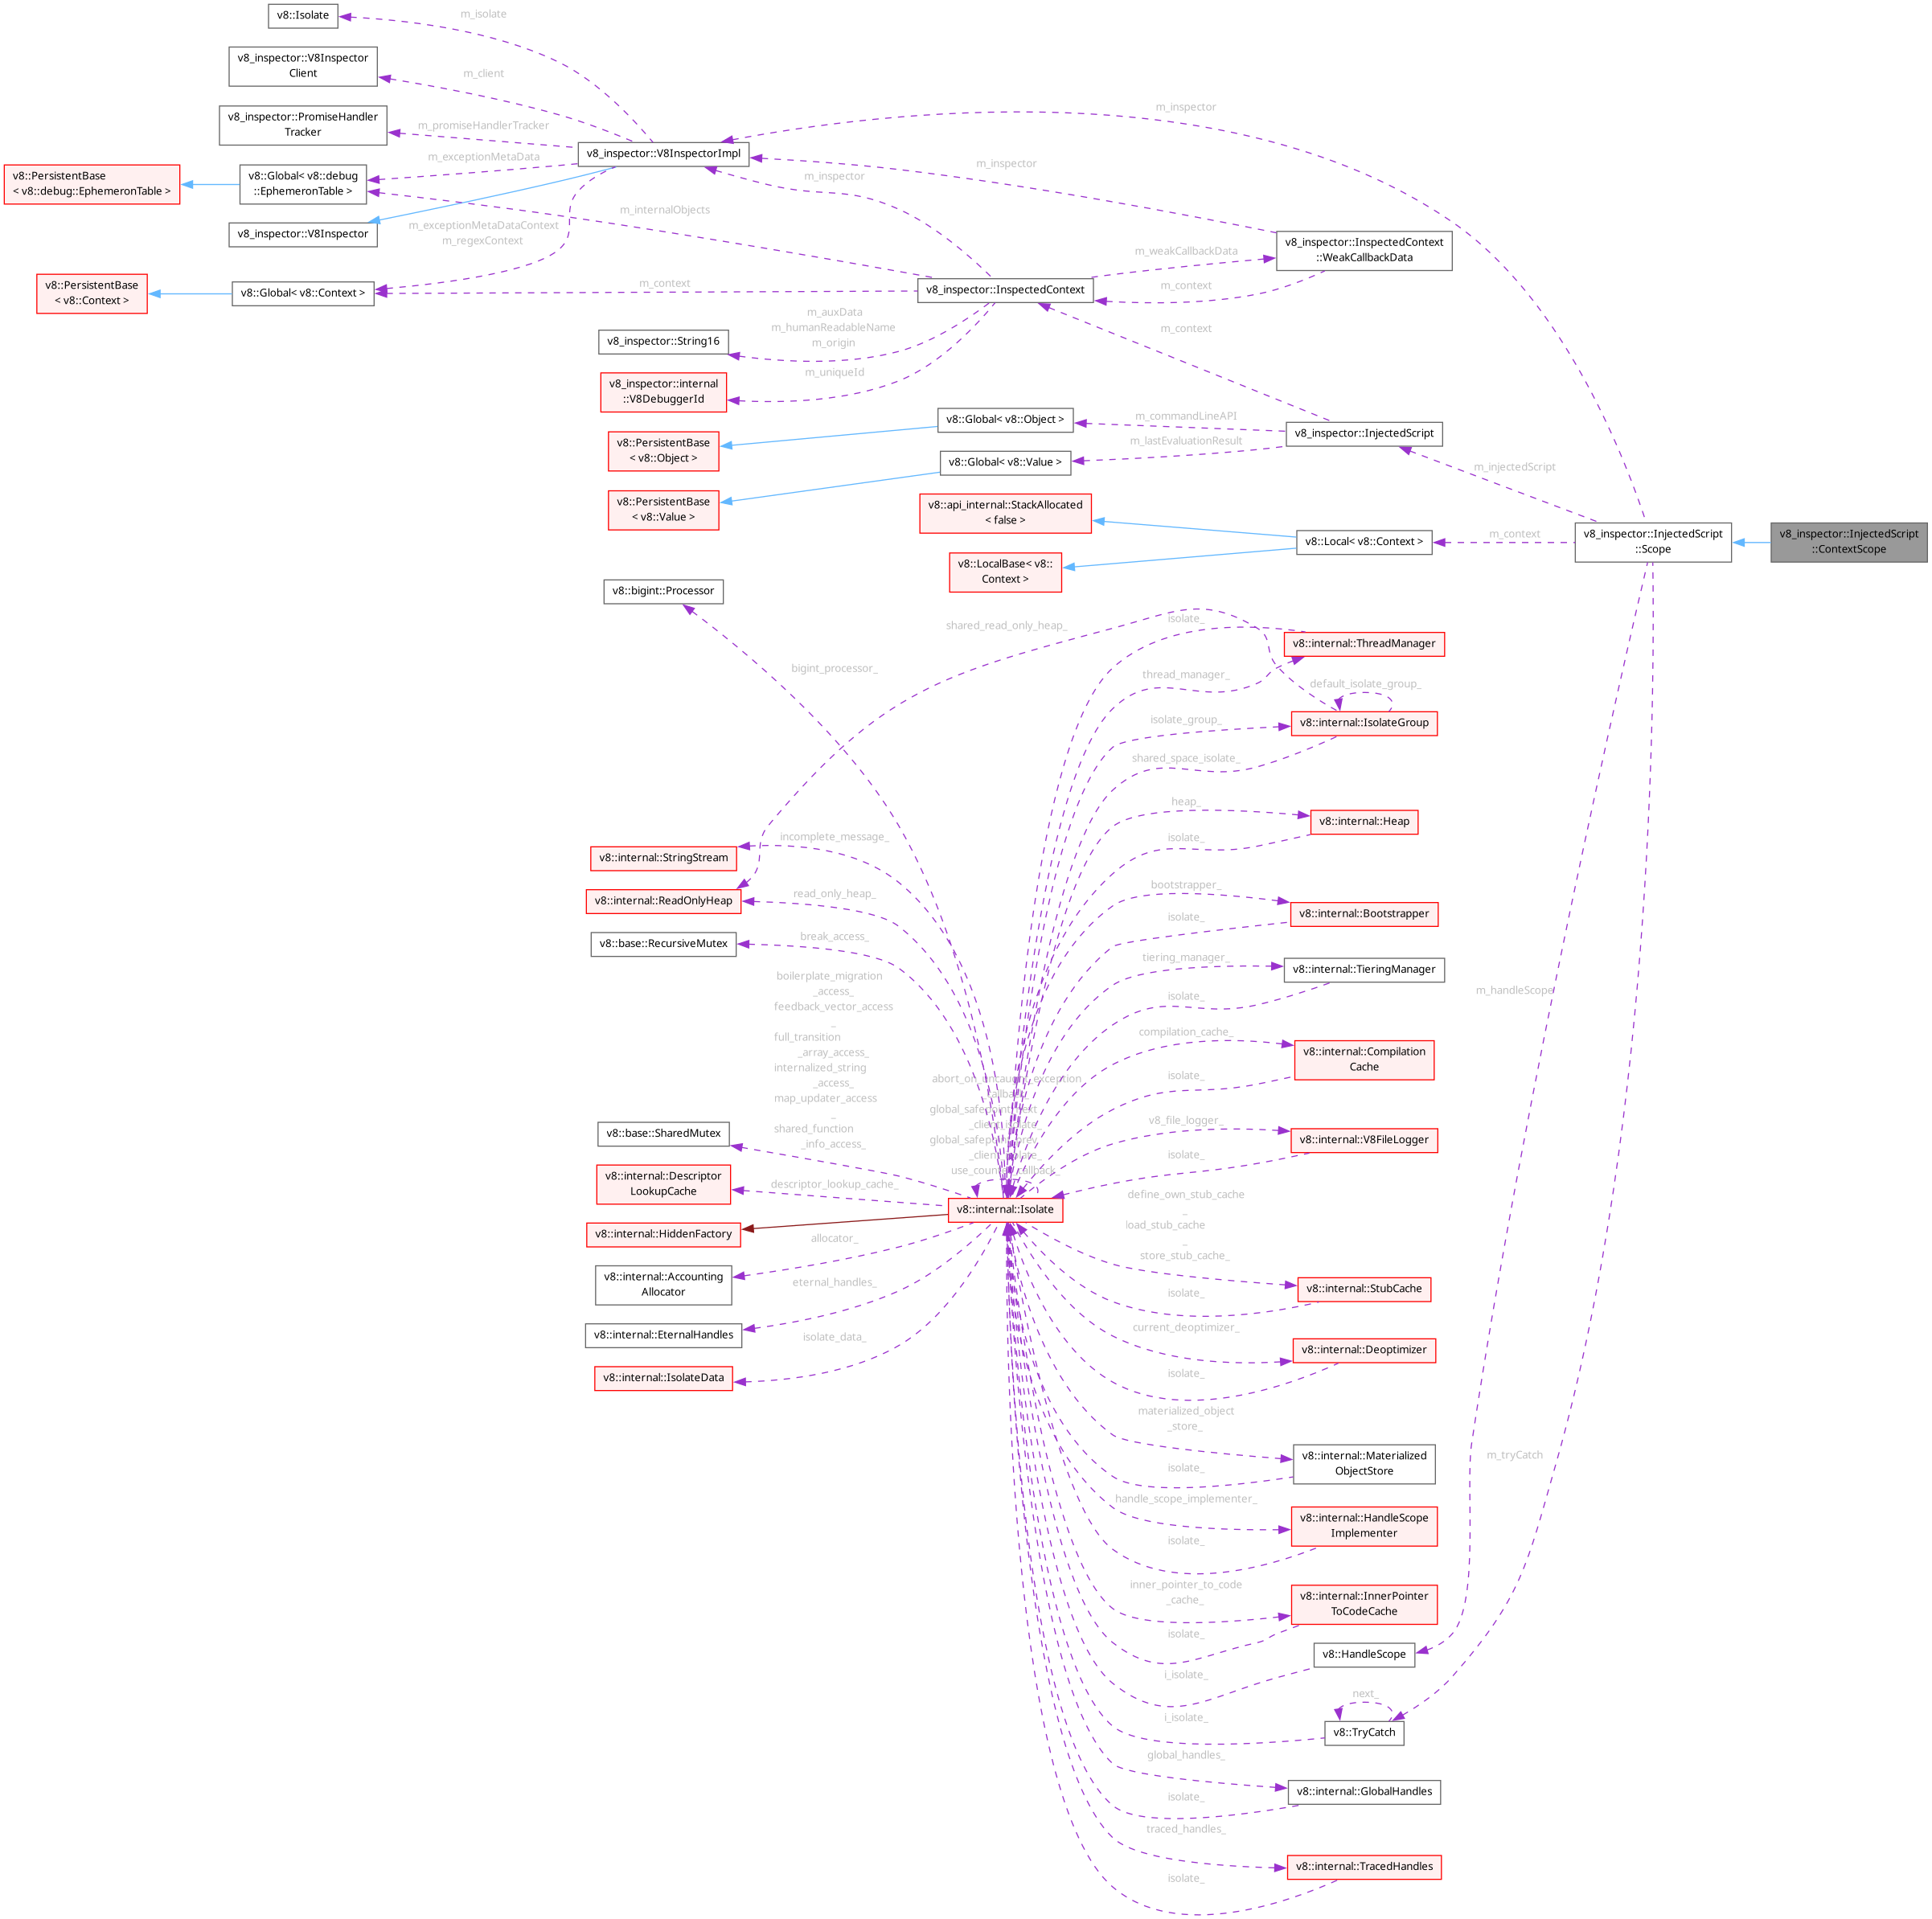 v8::Isolate
m_isolate
v8_inspector::V8Inspector
Client
m_client
v8_inspector::PromiseHandler
Tracker
m_promiseHandlerTracker
m_inspector
v8_inspector::V8InspectorImpl
m_exceptionMetaData
v8::PersistentBase
< v8::debug::EphemeronTable >
v8::Global< v8::debug
::EphemeronTable >
m_inspector
m_inspector
m_internalObjects
v8_inspector::V8Inspector
m_exceptionMetaDataContext
m_regexContext
v8_inspector::InspectedContext
::WeakCallbackData
m_weakCallbackData
v8::PersistentBase
< v8::Context >
v8::Global< v8::Context >
m_context
v8_inspector::InspectedContext
m_context
m_auxData
m_humanReadableName
m_origin
v8_inspector::String16
m_context
v8_inspector::internal
::V8DebuggerId
m_uniqueId
v8::Global< v8::Object >
m_commandLineAPI
v8_inspector::InjectedScript
v8::PersistentBase
< v8::Object >
m_lastEvaluationResult
v8::Global< v8::Value >
m_injectedScript
v8::PersistentBase
< v8::Value >
v8::api_internal::StackAllocated
< false >
v8::Local< v8::Context >
m_context
v8_inspector::InjectedScript
::Scope
v8_inspector::InjectedScript
::ContextScope
v8::LocalBase< v8::
Context >
v8::bigint::Processor
shared_read_only_heap_
isolate_
v8::internal::ThreadManager
bigint_processor_
thread_manager_
default_isolate_group_
isolate_group_
v8::internal::IsolateGroup
shared_space_isolate_
heap_
v8::internal::Heap
incomplete_message_
isolate_
v8::internal::StringStream
v8::internal::ReadOnlyHeap
read_only_heap_
bootstrapper_
v8::internal::Bootstrapper
isolate_
v8::base::RecursiveMutex
break_access_
tiering_manager_
v8::internal::TieringManager
isolate_
m_handleScope
boilerplate_migration
_access_
feedback_vector_access
_
full_transition
_array_access_
internalized_string
_access_
map_updater_access
_
shared_function
_info_access_
compilation_cache_
v8::internal::Compilation
Cache
isolate_
global_safepoint_next
_client_isolate_
global_safepoint_prev
_client_isolate_
v8_file_logger_
v8::internal::V8FileLogger
isolate_
v8::base::SharedMutex
v8::internal::Descriptor
LookupCache
descriptor_lookup_cache_
v8::internal::Isolate
v8::internal::HiddenFactory
define_own_stub_cache
_
load_stub_cache
_
store_stub_cache_
v8::internal::StubCache
isolate_
allocator_
v8::internal::Accounting
Allocator
eternal_handles_
v8::internal::EternalHandles
isolate_data_
v8::internal::IsolateData
current_deoptimizer_
v8::internal::Deoptimizer
isolate_
materialized_object
_store_
v8::internal::Materialized
ObjectStore
isolate_
m_tryCatch
handle_scope_implementer_
v8::internal::HandleScope
Implementer
isolate_
inner_pointer_to_code
_cache_
v8::internal::InnerPointer
ToCodeCache
isolate_
v8::HandleScope
i_isolate_
next_
i_isolate_
v8::TryCatch
global_handles_
v8::internal::GlobalHandles
isolate_
traced_handles_
v8::internal::TracedHandles
isolate_